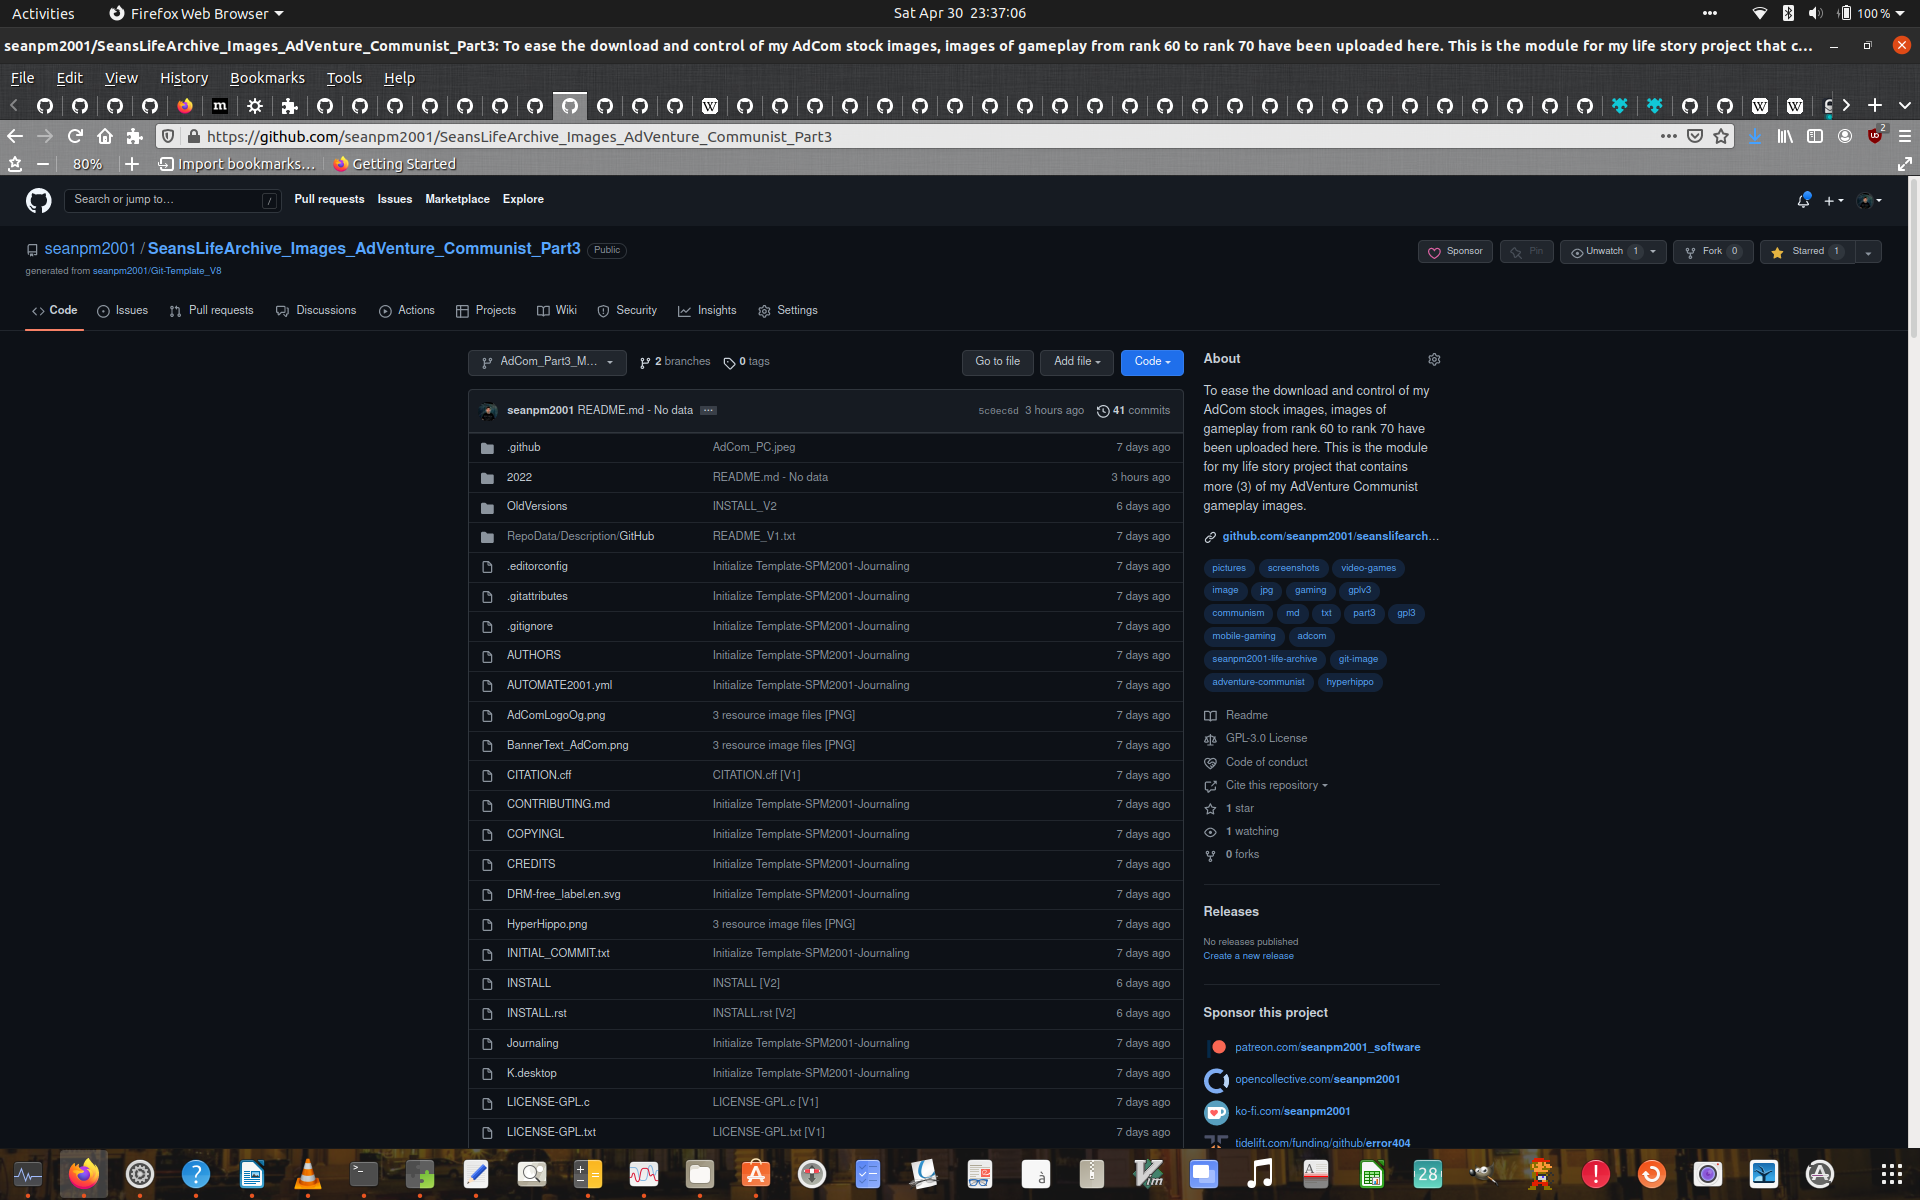 Activities
Firefox Web Browser
Sat Apr 30 23:37:06
100 %
seanpm2001/SeansLifeArchive_Images_AdVenture_Communist_Part3: To ease the download and control of my AdCom stock images, images of gameplay from rank 60 to rank 70 have been uploaded here. This is the module for my life story project that c...
File Edit View History Bookmarks Tools Help
https://github.com/seanpm2001/SeansLifeArchive_Images_AdVenture_Communist_Part3
2
80%
Import bookmarks...
Getting Started
Search or jump to...
/
Pull requests Issues Marketplace Explore
seanpm2001 / SeansLifeArchive_Images_AdVenture_Communist_Part3 Public
Sponsor
Pin
Unwatch 1
Fork 0
Starred 1
generated from seanpm2001/Git-Template_V8
Code Issues Pull requests Discussions Actions Projects Wiki Security Insights Settings
AdCom_Part3_M... 2 branches 0 tags
Go to file
Add file
Code
seanpm2001 README.md - No data ... 5c0ec6d 3 hours ago 41 commits
.github AdCom_PC.jpeg 7 days ago
2022 README.md - No data 3 hours ago
OldVersions INSTALL_V2 6 days ago
RepoData/Description/GitHub README_V1.txt 7 days ago
.editorconfig Initialize Template-SPM2001-Journaling 7 days ago
.gitattributes Initialize Template-SPM2001-Journaling 7 days ago
.gitignore Initialize Template-SPM2001-Journaling 7 days ago
AUTHORS Initialize Template-SPM2001-Journaling 7 days ago
AUTOMATE2001.yml Initialize Template-SPM2001-Journaling 7 days ago
AdComLogoOg.png 3 resource image files [PNG] 7 days ago
BannerText_AdCom.png 3 resource image files [PNG] 7 days ago
CITATION.cff CITATION.cff [V1] 7 days ago
CONTRIBUTING.md Initialize Template-SPM2001-Journaling 7 days ago
COPYINGL Initialize Template-SPM2001-Journaling 7 days ago
CREDITS Initialize Template-SPM2001-Journaling 7 days ago
DRM-free_label.en.svg Initialize Template-SPM2001-Journaling 7 days ago
HyperHippo.png 3 resource image files [PNG] 7 days ago
INITIAL_COMMIT.txt Initialize Template-SPM2001-Journaling 7 days ago
INSTALL INSTALL [V2] 6 days ago
INSTALL.rst INSTALL.rst [V2] 6 days ago
Journaling Initialize Template-SPM2001-Journaling 7 days ago
K.desktop Initialize Template-SPM2001-Journaling 7 days ago
LICENSE-GPL.c LICENSE-GPL.c [V1] 7 days ago
LICENSE-GPL.txt LICENSE-GPL.txt [V1] 7 days ago
About
To ease the download and control of my
AdCom stock images, images of
gameplay from rank 60 to rank 70 have
been uploaded here. This is the module
for my life story project that contains
more (3) of my AdVenture Communist
gameplay images.
github.com/seanpm2001/seanslifearch...
pictures screenshots video-games
image jpg gaming gplv3
communism md txt part3 gpl3
mobile-gaming adcom
seanpm2001-life-archive git-image
adventure-communist hyperhippo
Readme
GPL-3.0 License
Code of conduct
Cite this repository
1 star
1 watching
0 forks
Releases
No releases published
Create a new release
Sponsor this project
patreon.com/seanpm2001_software
opencollective.com/seanpm2001
ko-fi.com/seanpm2001
tidelift.com/funding/github/error404
28